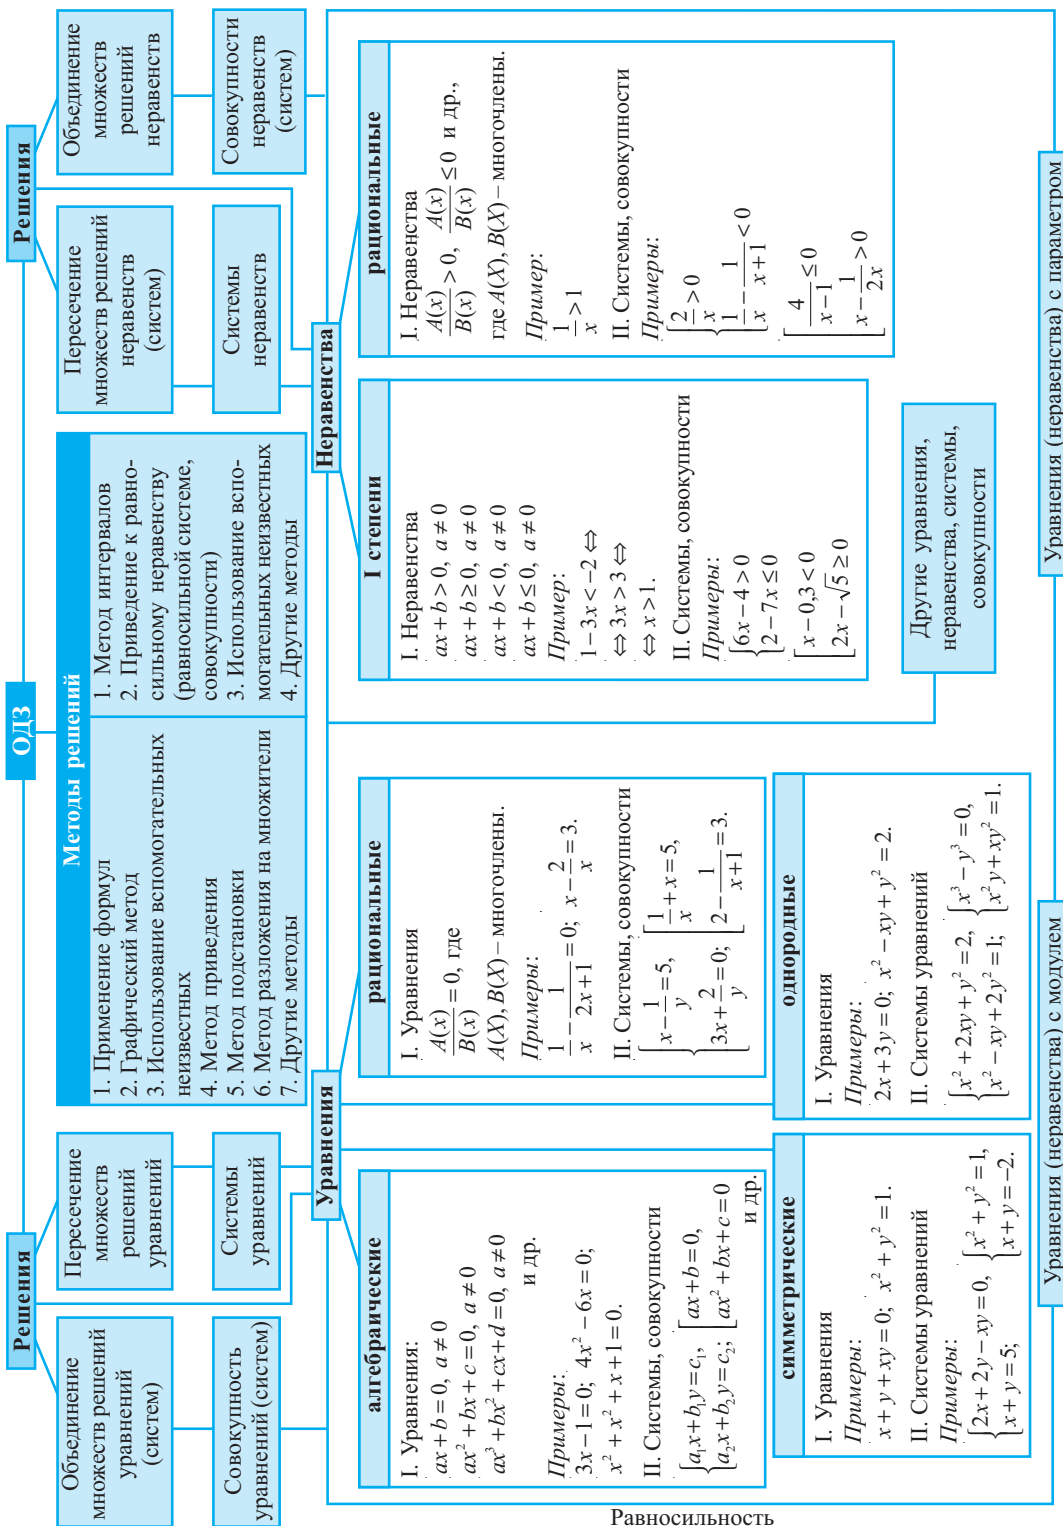 ОДЗ
Решения
Объединение
множеств решений
уравнений
(систем)
Пересечение
множеств
решений
уравнений
Совокупность
уравнений (систем)
Системы
уравнений
Методы решений
1. Применение формул
2. Графический метод
3. Использование вспомогательных
неизвестных
4. Метод приведения
5. Метод подстановки
6. Метод разложения на множители
7. Другие методы
1. Метод интервалов
2. Приведение к равно-
сильному неравенству
(равносильной системе,
совокупности)
3. Использование вспо-
могательных неизвестных
4. Другие методы
Решения
Пересечение
множеств решений
неравенств
(систем)
Объединение
множеств
решений
неравенств
Системы
неравенств
Совокупности
неравенств
(систем)
Уравнения
алгебраические
I. Уравнения:
ax + b = 0, a ≠ 0
ax² + bx + c = 0, a ≠ 0
ax³ + bx² + cx + d = 0, a ≠ 0
и др.
Примеры:
3x − 1 = 0; 4x² − 6x = 0;
x² + x² + x + 1 = 0.
II. Системы, совокупности
{a₁x + b₁y = c₁, [ax + b = 0,
{a₂x + b₂y = c₂; [ax² + bx + c = 0
и др.
рациональные
I. Уравнения
A(x)/B(x) = 0, где
A(X), B(X) – многочлены.
Примеры:
1/x − 1/(2x + 1) = 0; x − 2/x = 3.
II. Системы, совокупности
{x − 1/y = 5, [1/x + x = 5,
{3x + 2/y = 0; [2 − 1/(x + 1) = 3.
симметрические
I. Уравнения
Примеры:
x + y + xy = 0; x² + y² = 1.
II. Системы уравнений
Примеры:
{2x + 2y − xy = 0, {x² + y² = 1,
{x + y = 5; {x + y = −2.
однородные
I. Уравнения
Примеры:
2x + 3y = 0; x² − xy + y² = 2.
II. Системы уравнений
{x² + 2xy + y² = 2, {x³ − y³ = 0,
{x² − xy + 2y² = 1; {x²y + xy² = 1.
Неравенства
I степени
I. Неравенства
ax + b > 0, a ≠ 0
ax + b ≥ 0, a ≠ 0
ax + b < 0, a ≠ 0
ax + b ≤ 0, a ≠ 0
Пример:
1 − 3x < −2 ⇔
⇔ 3x > 3 ⇔
⇔ x > 1.
II. Системы, совокупности
Примеры:
{6x − 4 > 0
{2 − 7x ≤ 0
[x − 0,3 < 0
[2x − √5 ≥ 0
рациональные
I. Неравенства
A(x)/B(x) > 0, A(x)/B(x) ≤ 0 и др.,
где A(X), B(X) – многочлены.
Пример:
1/x > 1
II. Системы, совокупности
Примеры:
{2/x > 0
{1/x − 1/(x + 1) < 0
[4/(x − 1) ≤ 0
[x − 1/(2x) > 0
Другие уравнения,
неравенства, системы,
совокупности
Уравнения (неравенства) с модулем
Уравнения (неравенства) с параметром
Равносильность